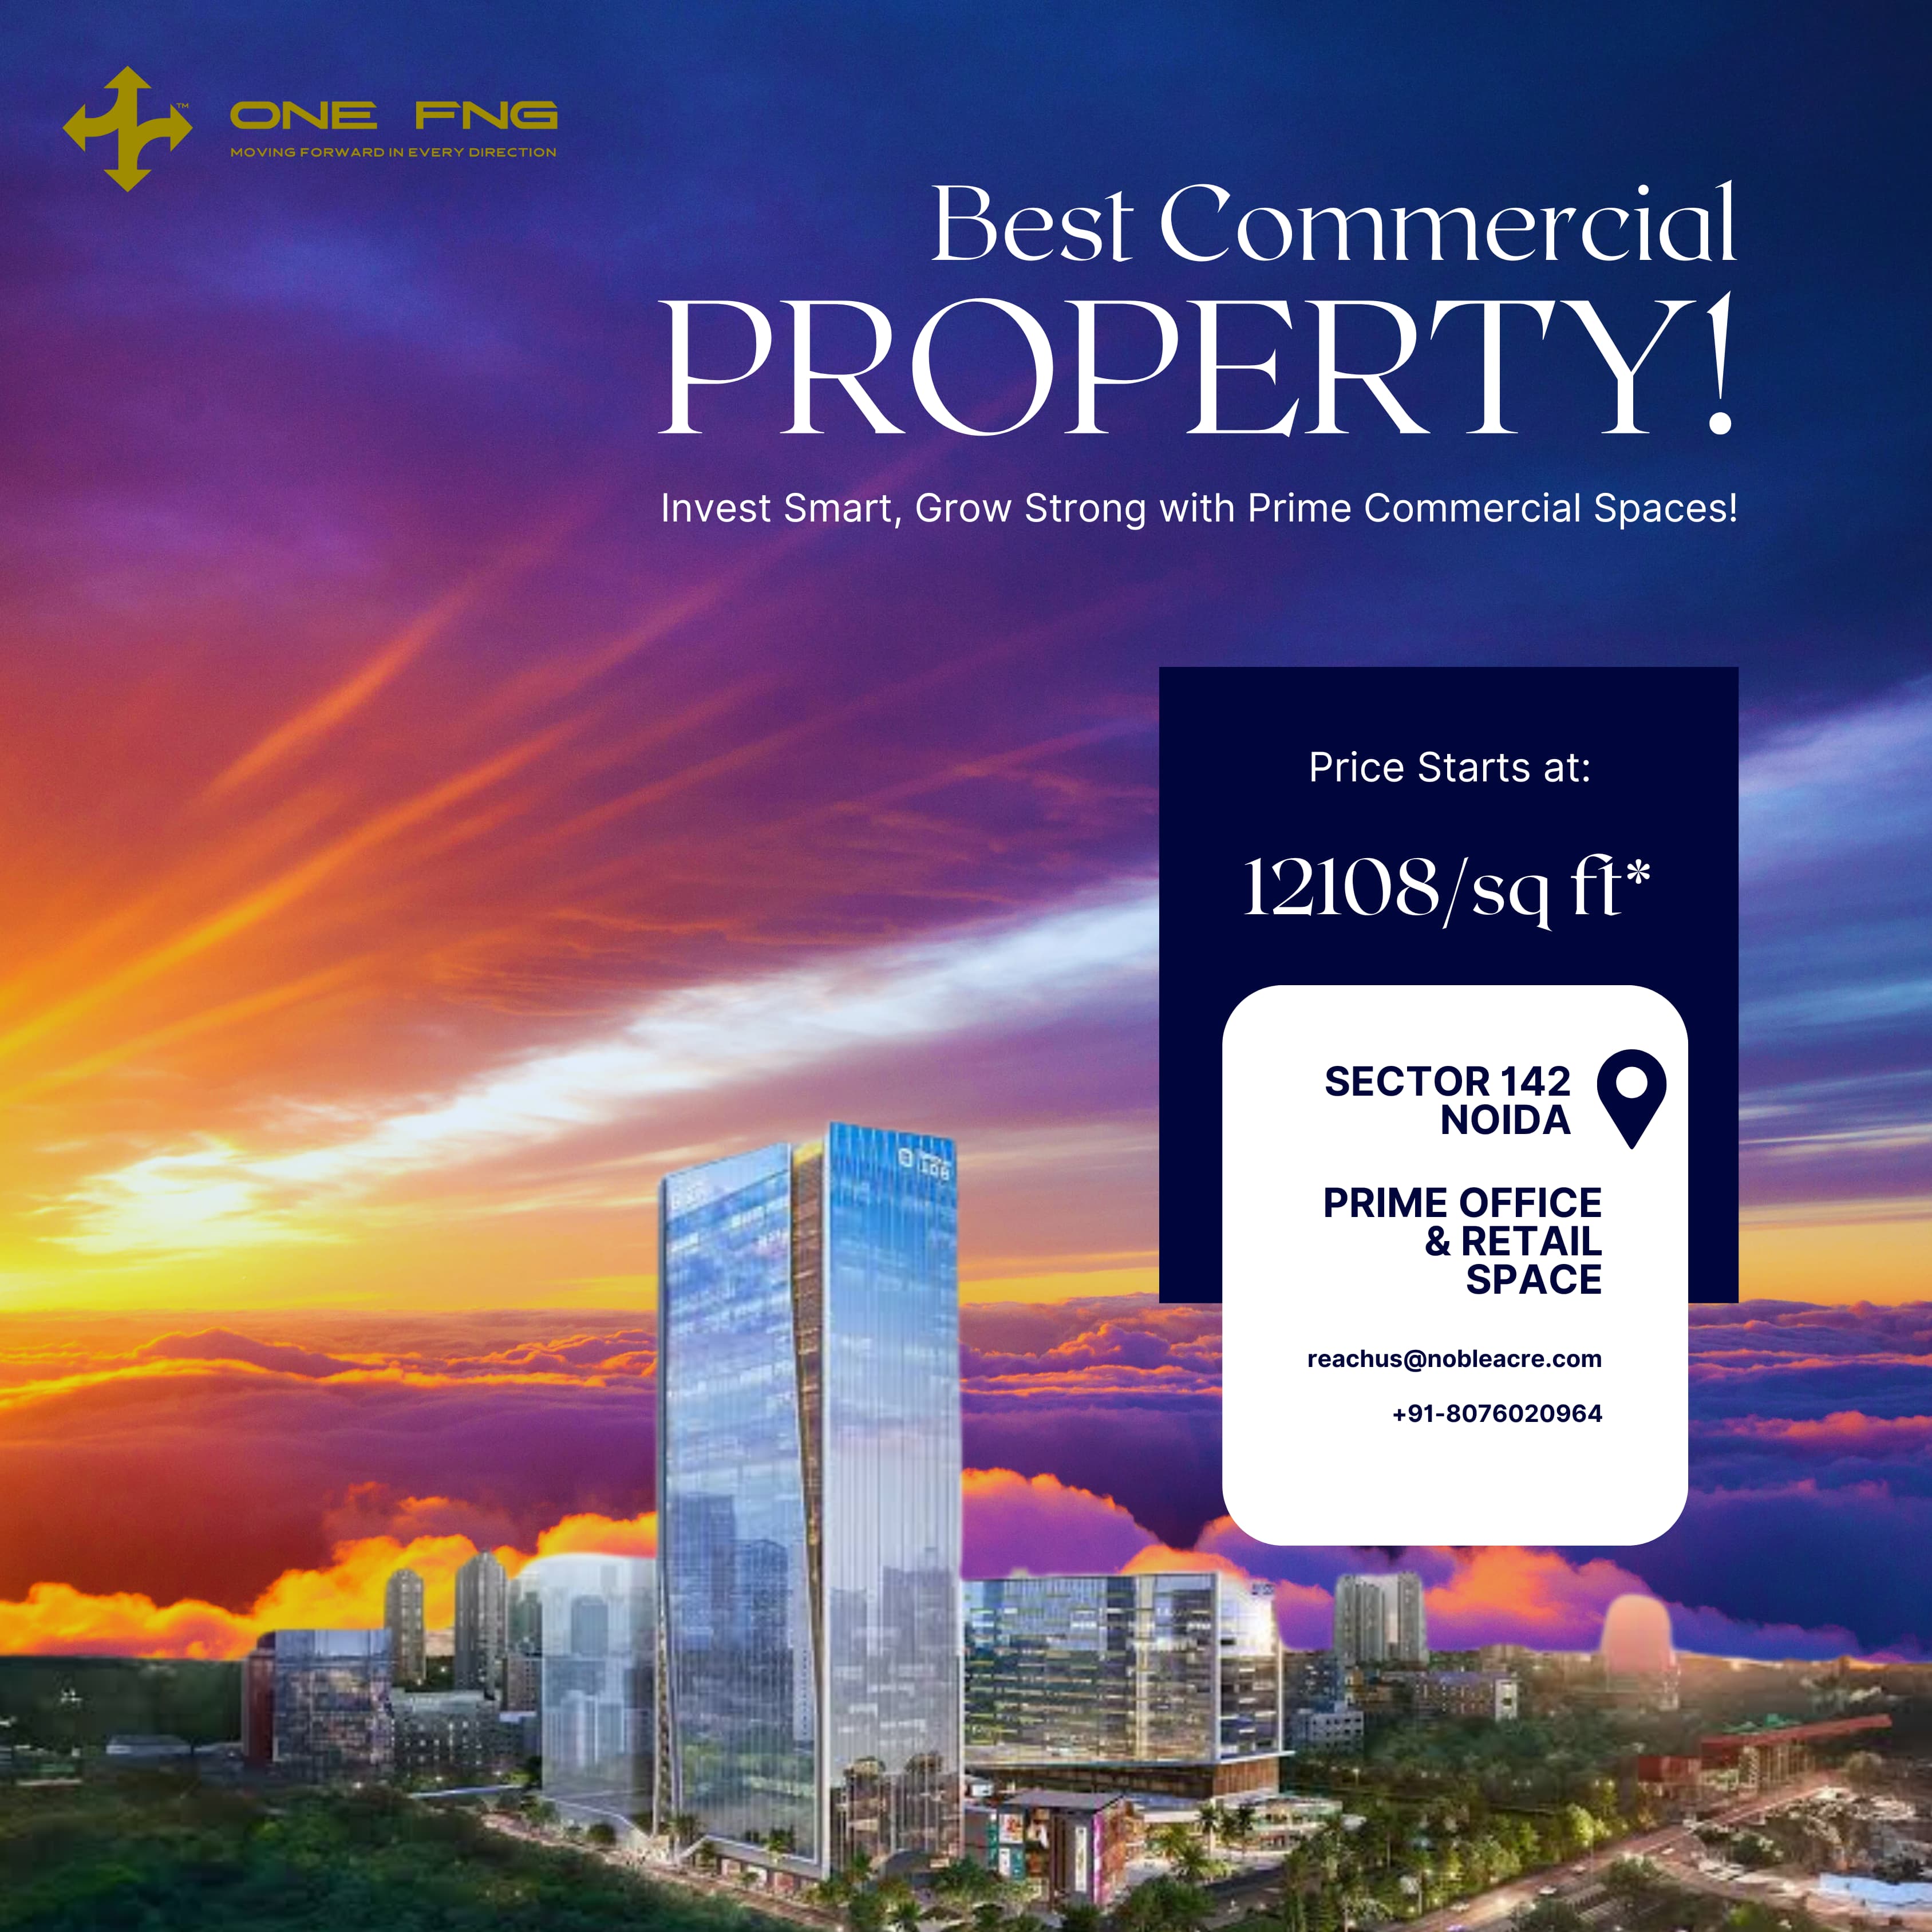 ONE FNG
TM
MOVING FORWARD IN EVERY DIRECTION
Best Commercial
PROPERTY!
Invest Smart, Grow Strong with Prime Commercial Spaces!
Price Starts at:
12108/sq ft*
SECTOR 142
NOIDA
PRIME OFFICE
& RETAIL
SPACE
reachus@nobleacre.com
+91-8076020964